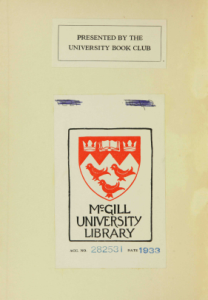 PRESENTED BY THE
UNIVERSITY BOOK CLUB
McGILL
UNIVERSITY
LIBRARY
ACC. NO. 282531 DATE 1933